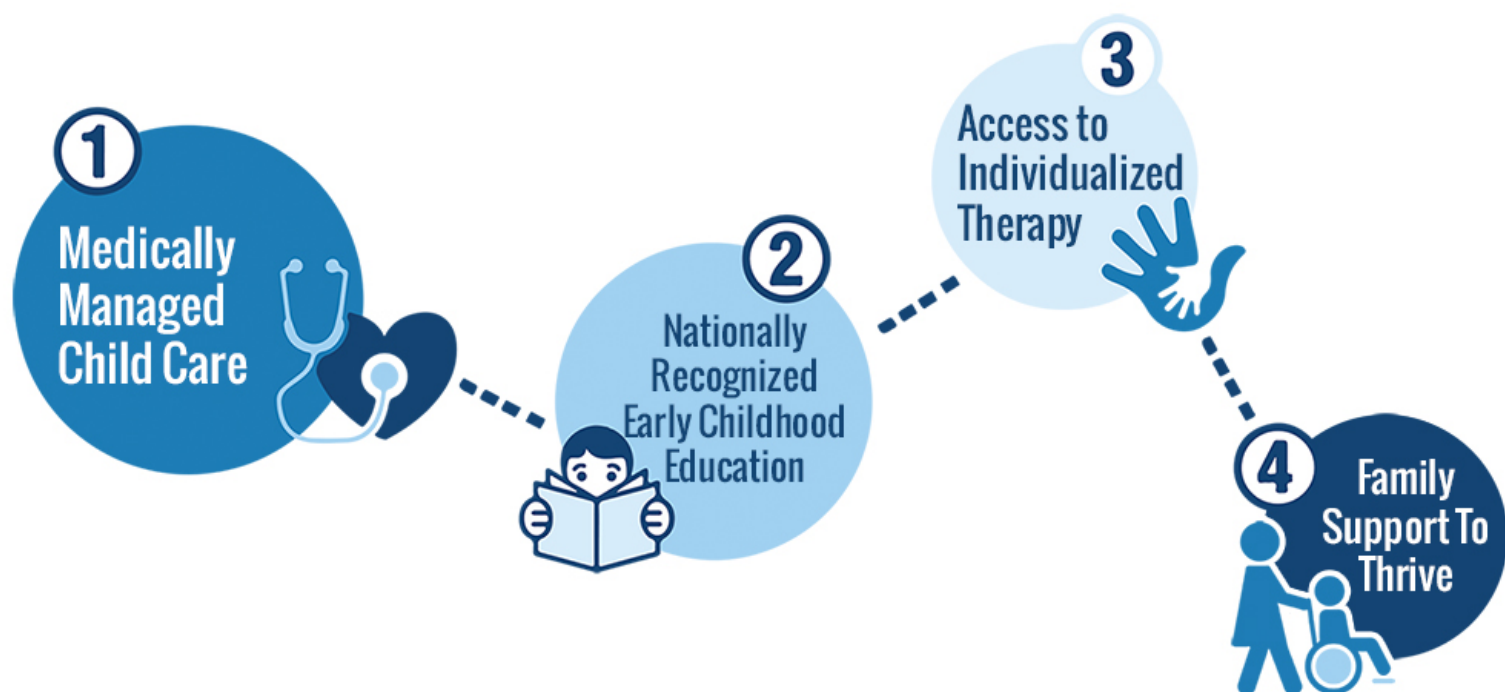 1
Medically
Managed
Child Care
2
Nationally
Recognized
Early Childhood
Education
3
Access to
Individualized
Therapy
4
Family
Support To
Thrive